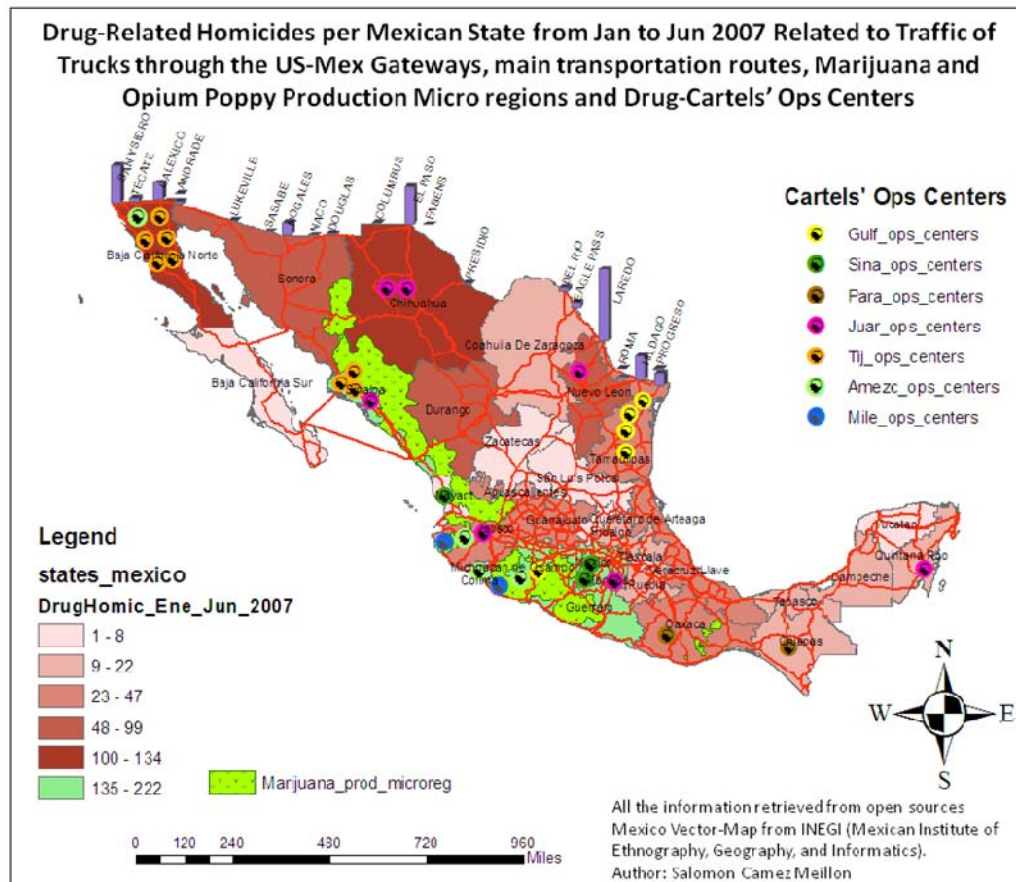 Drug-Related Homicides per Mexican State from Jan to Jun 2007 Related to Traffic of
Trucks through the US-Mex Gateways, main transportation routes, Marijuana and
Opium Poppy Production Micro regions and Drug-Cartels' Ops Centers
TECATE
ANDRADE
LUKEVILLE
SASABE
NACO
DOUGLAS
COLUMBUS
EL PASO
FABENS
PRESIDIO
DEL RIO
EAGLE PASS
LAREDO
ROMA
PROGRESO
Cartels' Ops Centers
Gulf_ops_centers
Sina_ops_centers
Para_ops_centers
Juar_ops_centers
Tij_ops_centers
Amezc_ops_centers
Mile_ops_centers
Baja California Norte
Sonora
Chihuahua
Coahuila De Zaragoza
Baja California Sur
Nuevo Leon
Durango
Zacatecas
Tamaulipas
San Luis Potosi
Aguascalientes
Guanajuato
Queretaro de Arteaga
Hidalgo
Tlaxcala
Michoacan de Ocampo
Colima
Puebla
Guerrero
Oaxaca
Tabasco
Chiapas
Campeche
Yucatan
Quintana Roo
Legend
states_mexico
DrugHomic_Ene_Jun_2007
1 - 8
9 - 22
23 - 47
48 - 99
100 - 134
135 - 222
Marijuana_prod_microreg
N
W
E
S
0 120 240 480 720 960
Miles
All the information retrieved from open sources
Mexico Vector-Map from INEGI (Mexican Institute of
Ethnography, Geography, and Informatics).
Author: Salomon Camez Meillon